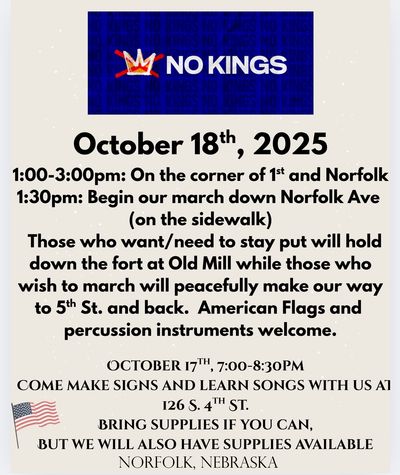 NO KINGS
October 18th, 2025
1:00-3:00pm: On the corner of 1st and Norfolk
1:30pm: Begin our march down Norfolk Ave
(on the sidewalk)
Those who want/need to stay put will hold
down the fort at Old Mill while those who
wish to march will peacefully make our way
to 5th St. and back. American Flags and
percussion instruments welcome.
OCTOBER 17TH, 7:00-8:30PM
COME MAKE SIGNS AND LEARN SONGS WITH US AT
126 S. 4TH ST.
BRING SUPPLIES IF YOU CAN,
BUT WE WILL ALSO HAVE SUPPLIES AVAILABLE
NORFOLK, NEBRASKA